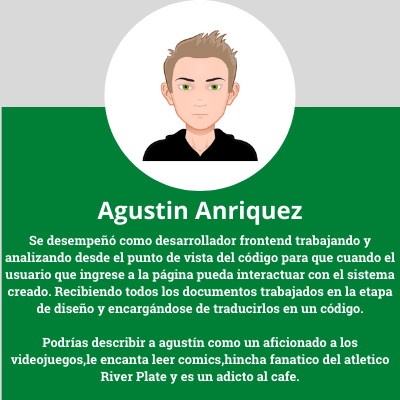 Agustin Anriquez
Se desempeñó como desarrollador frontend trabajando y
analizando desde el punto de vista del código para que cuando el
usuario que ingrese a la página pueda interactuar con el sistema
creado. Recibiendo todos los documentos trabajados en la etapa
de diseño y encargándose de traducirlos en un código.
Podrías describir a agustín como un aficionado a los
videojuegos,le encanta leer comics,hincha fanatico del atletico
River Plate y es un adicto al cafe.